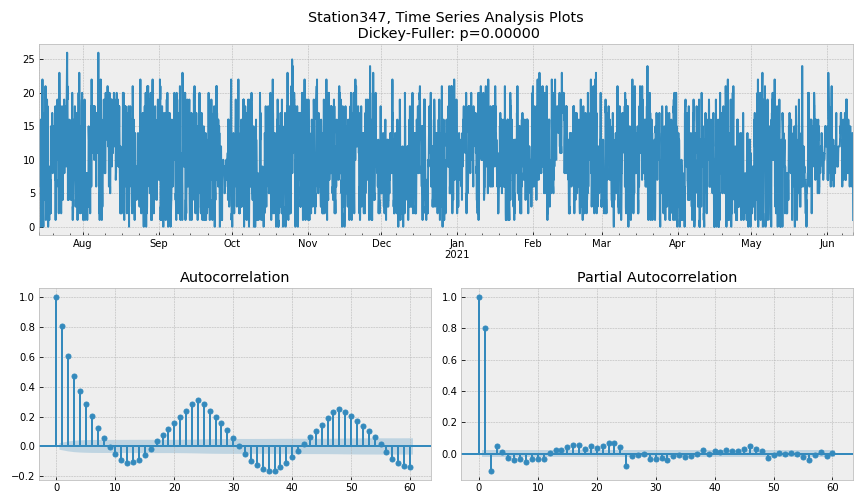 Station347, Time Series Analysis Plots
Dickey-Fuller: p=0.00000
25
20
15
10
5
0
Aug Sep Oct Nov Dec Jan Feb Mar Apr May Jun
2021
Autocorrelation Partial Autocorrelation
1.0 1.0
0.8 0.8
0.6 0.6
0.4 0.4
0.2 0.2
0.0 0.0
−0.2
0 10 20 30 40 50 60 0 10 20 30 40 50 60